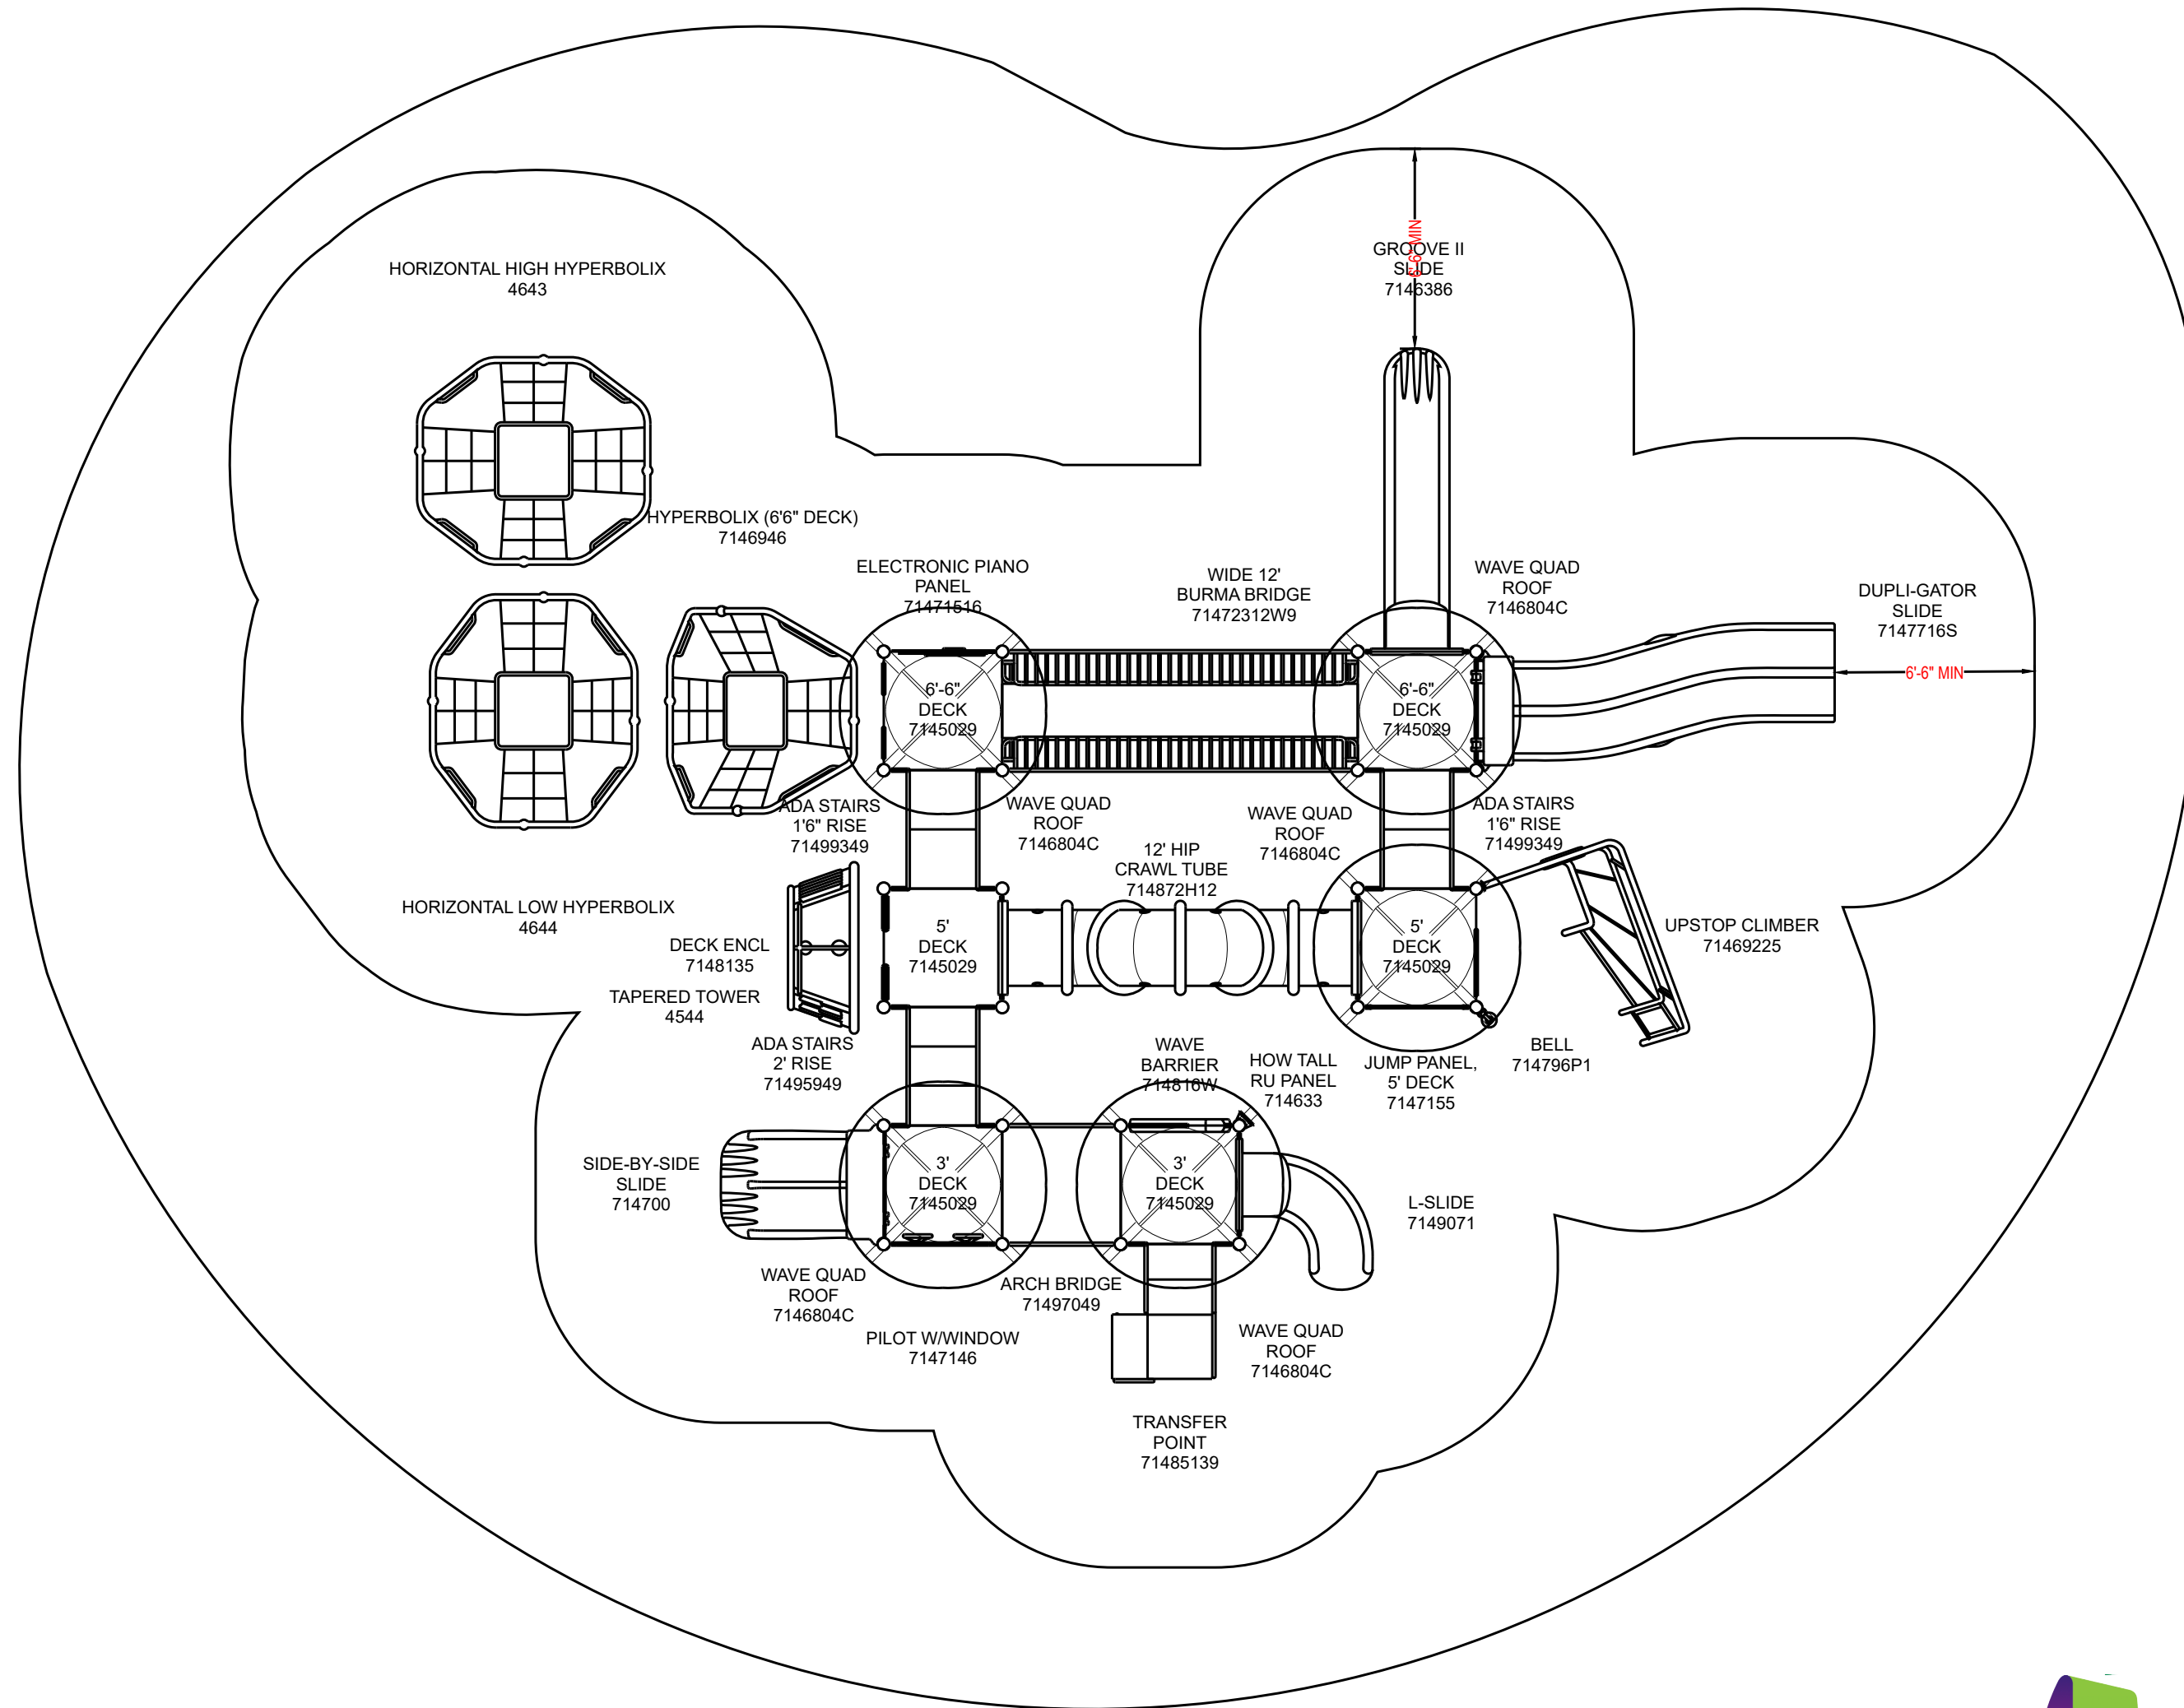 HORIZONTAL HIGH HYPERBOLIX
4643
GROOVE II
SLIDE
7146386
6'-6" MIN
HYPERBOLIX (6'6" DECK)
7146946
ELECTRONIC PIANO
PANEL
71471516
WIDE 12'
BURMA BRIDGE
71472312W9
WAVE QUAD
ROOF
7146804C
DUPLI-GATOR
SLIDE
7147716S
6'-6" MIN
6'-6"
DECK
7145029
6'-6"
DECK
7145029
ADA STAIRS
1'6" RISE
71499349
WAVE QUAD
ROOF
7146804C
12' HIP
CRAWL TUBE
714872H12
WAVE QUAD
ROOF
7146804C
ADA STAIRS
1'6" RISE
71499349
HORIZONTAL LOW HYPERBOLIX
4644
DECK ENCL
7148135
TAPERED TOWER
4544
5'
DECK
7145029
5'
DECK
7145029
UPSTOP CLIMBER
71469225
ADA STAIRS
2' RISE
71495949
WAVE
BARRIER
714816W
HOW TALL
RU PANEL
714633
JUMP PANEL,
5' DECK
7147155
BELL
714796P1
SIDE-BY-SIDE
SLIDE
714700
3'
DECK
7145029
3'
DECK
7145029
L-SLIDE
7149071
WAVE QUAD
ROOF
7146804C
ARCH BRIDGE
71497049
PILOT W/WINDOW
7147146
WAVE QUAD
ROOF
7146804C
TRANSFER
POINT
71485139